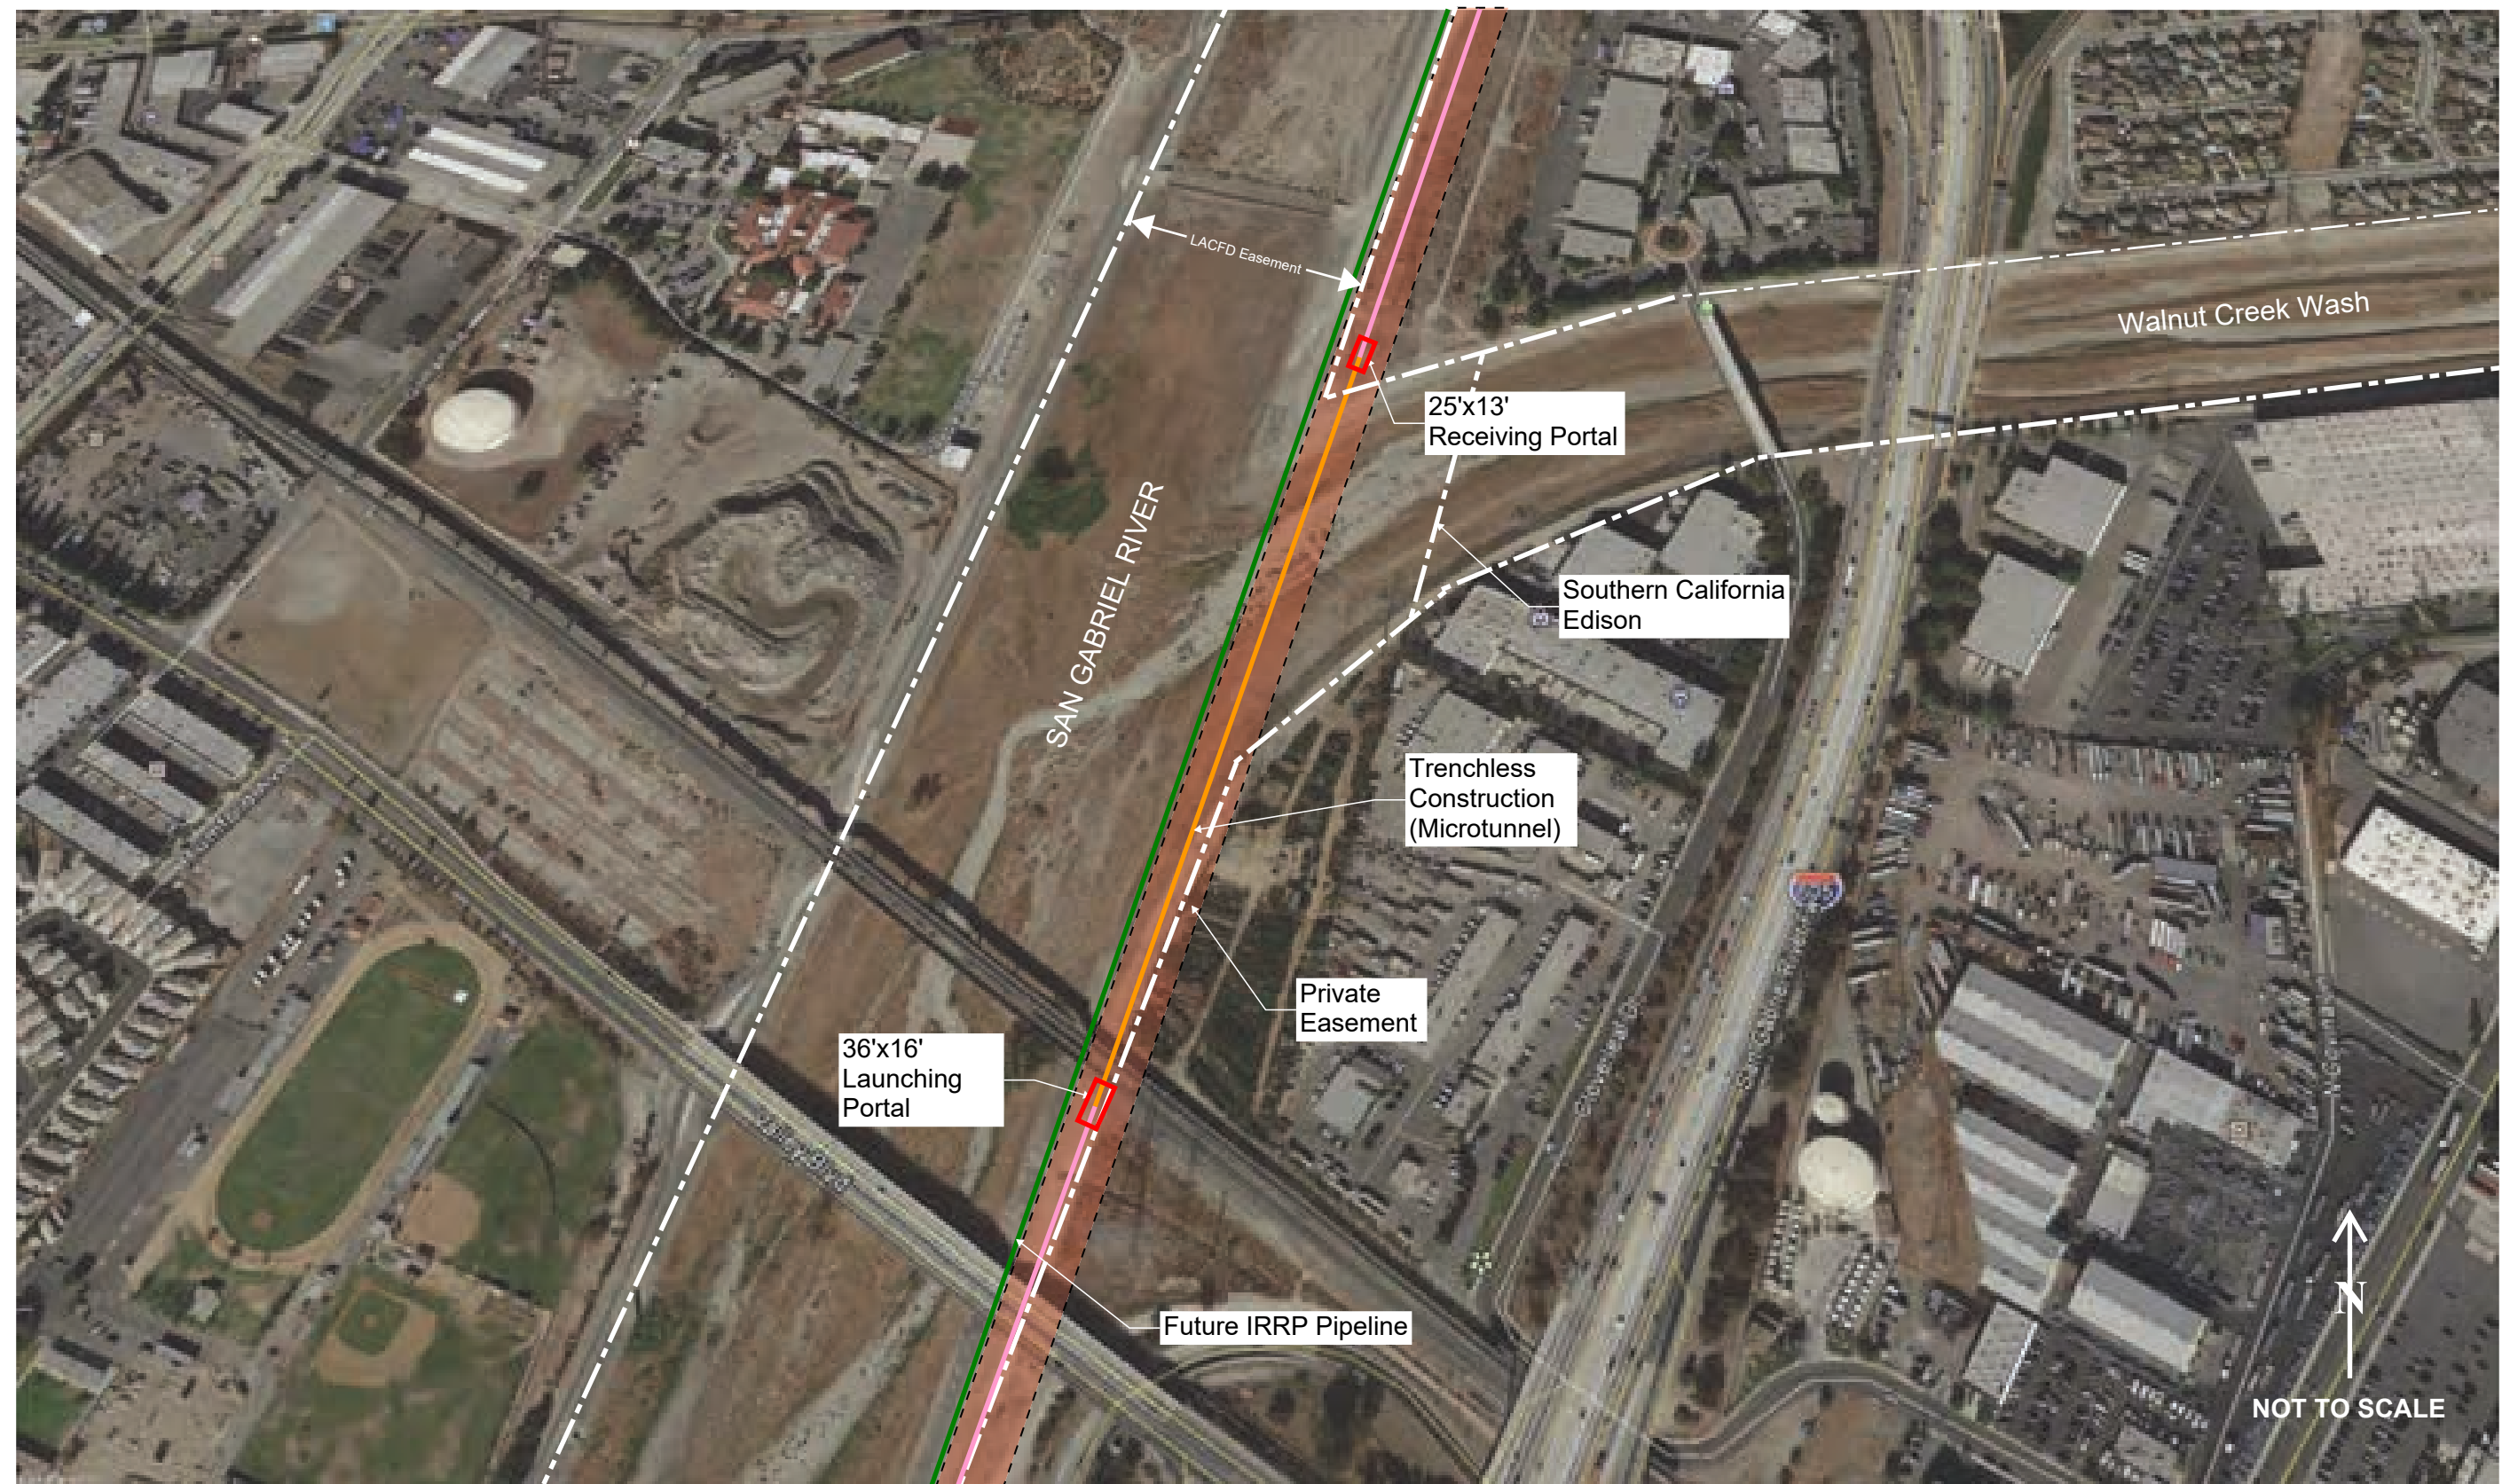 LACFD Easement
Walnut Creek Wash
25'x13'
Receiving Portal
SAN GABRIEL RIVER
Southern California
Edison
Trenchless
Construction
(Microtunnel)
Private
Easement
36'x16'
Launching
Portal
Future IRRP Pipeline
N
NOT TO SCALE